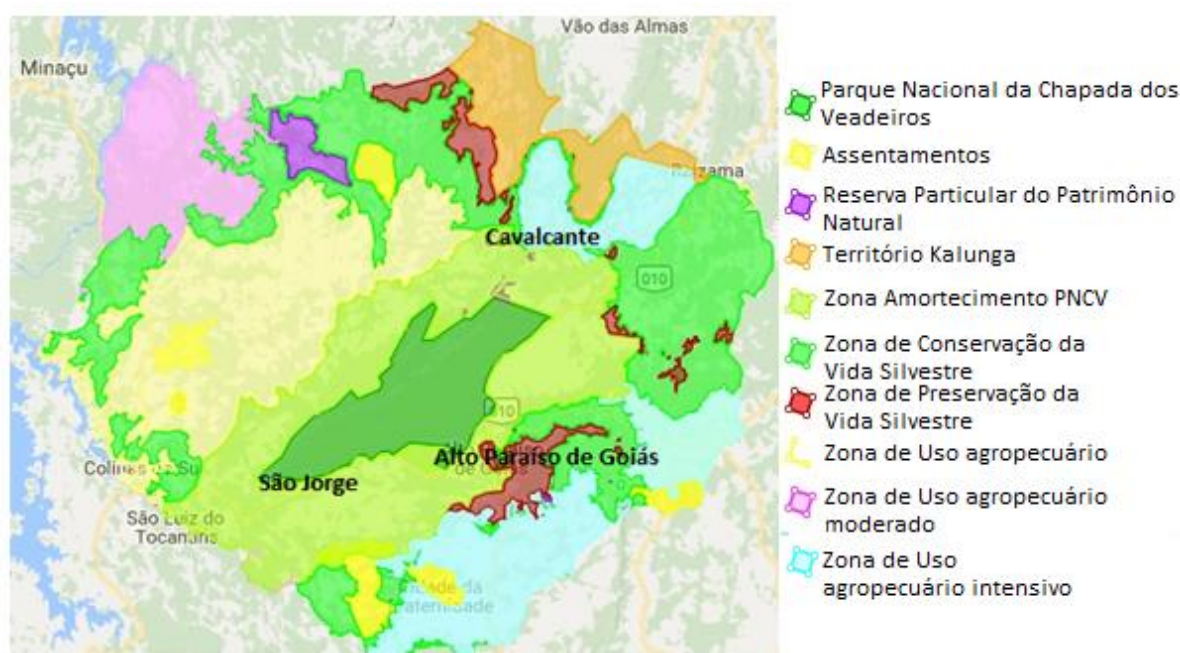 Vão das Almas
Minaçu
Cavalcante
010
Alto Paraíso de Goiás
São Jorge
São Luiz do
Tocantins
Parque Nacional da Chapada dos
Veadeiros
Assentamentos
Reserva Particular do Patrimônio
Natural
Território Kalunga
Zona Amortecimento PNCV
Zona de Conservação da
Vida Silvestre
Zona de Preservação da
Vida Silvestre
Zona de Uso agropecuário
Zona de Uso agropecuário
moderado
Zona de Uso
agropecuário intensivo